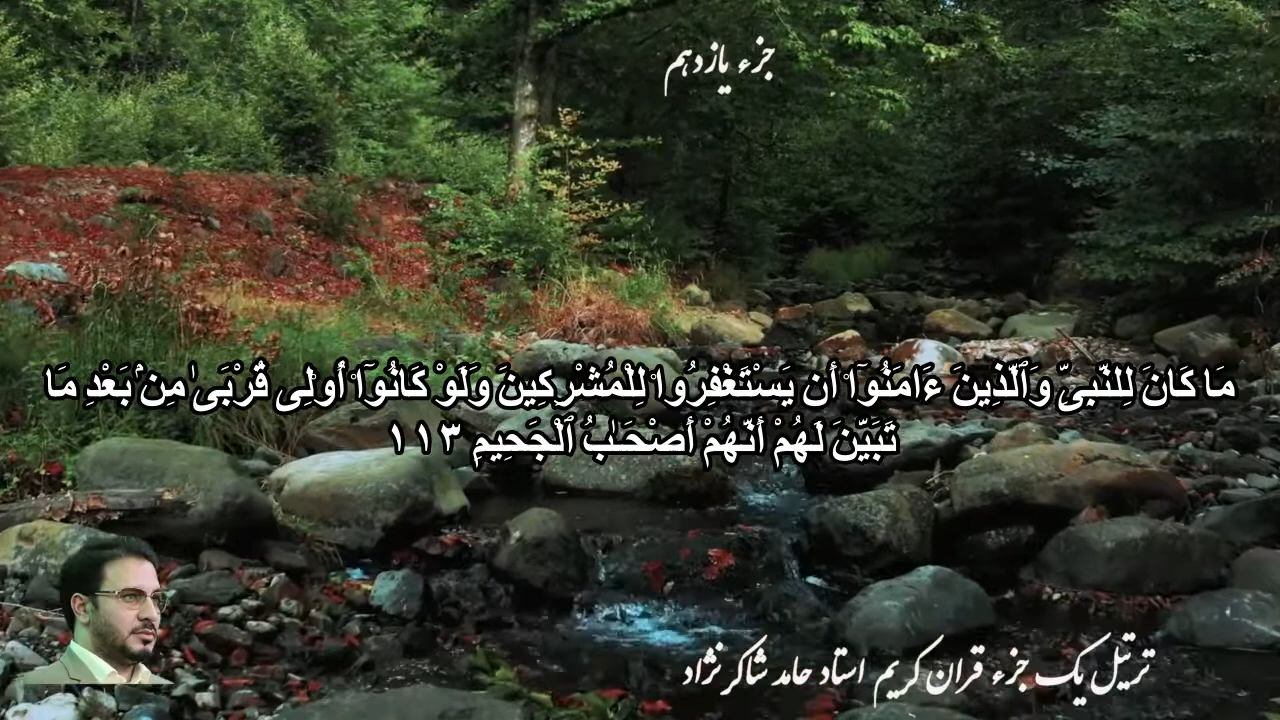 جزء یازدهم
مَا كَانَ لِلنَّبِىِّ وَٱلَّذِينَ ءَامَنُوٓا۟ أَن يَسْتَغْفِرُوا۟ لِلْمُشْرِكِينَ وَلَوْ كَانُوٓا۟ أُو۟لِى قُرْبَىٰ مِنۢ بَعْدِ مَا
تَبَيَّنَ لَهُمْ أَنَّهُمْ أَصْحَـٰبُ ٱلْجَحِيمِ ١١٣
ترتیل یک جزء قران کریم استاد حامد شاکرنژاد